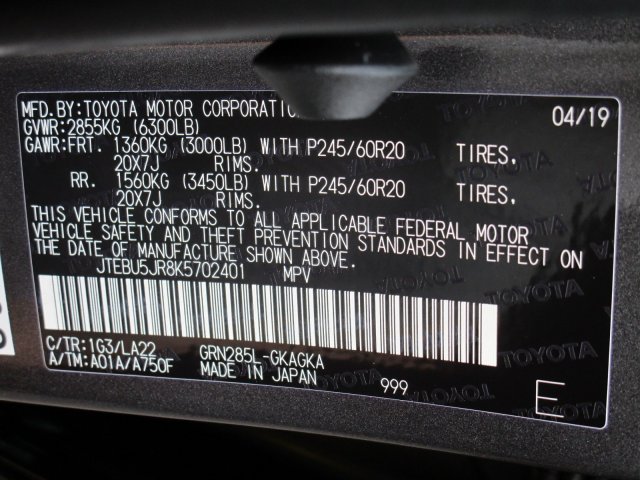 MFD.BY:TOYOTA MOTOR CORPORATION 04/19
GVWR:2855KG (6300LB)
GAWR:FRT. 1360KG (3000LB) WITH P245/60R20 TIRES,
20X7J RIMS.
RR. 1560KG (3450LB) WITH P245/60R20 TIRES,
20X7J RIMS.
THIS VEHICLE CONFORMS TO ALL APPLICABLE FEDERAL MOTOR
VEHICLE SAFETY AND THEFT PREVENTION STANDARDS IN EFFECT ON
THE DATE OF MANUFACTURE SHOWN ABOVE.
JTEBU5JR8K5702401 MPV
C/TR:1G3/LA22 GRN285L-GKAGKA
A/TM:A01A/A750F MADE IN JAPAN 999
E